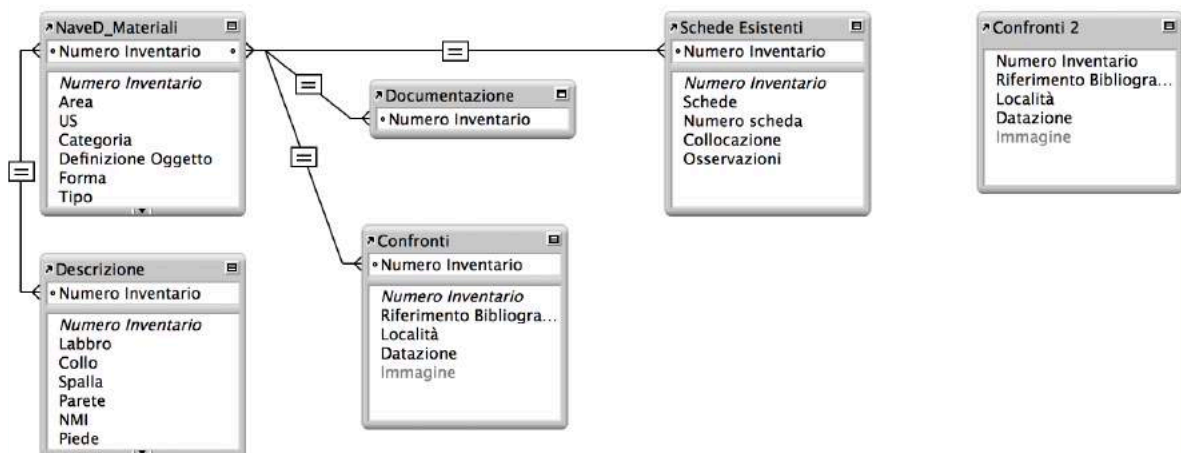 NaveD_Materiali
Numero Inventario
Numero Inventario
Area
US
Categoria
Definizione Oggetto
Forma
Tipo
Descrizione
Numero Inventario
Numero Inventario
Labbro
Collo
Spalla
Parete
NMI
Piede
Documentazione
Numero Inventario
Confronti
Numero Inventario
Numero Inventario
Riferimento Bibliogra...
Località
Datazione
Immagine
Schede Esistenti
Numero Inventario
Numero Inventario
Schede
Numero scheda
Collocazione
Osservazioni
Confronti 2
Numero Inventario
Riferimento Bibliogra...
Località
Datazione
Immagine